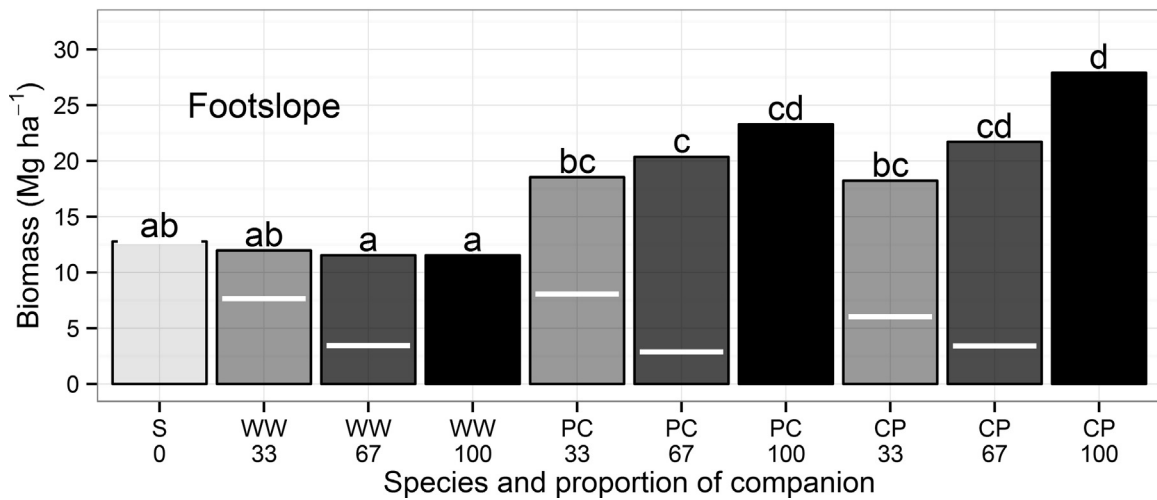 Biomass (Mg ha⁻¹)
30
25
20
15
10
5
0
Footslope
ab
ab
a
a
bc
c
cd
bc
cd
d
S WW WW WW PC PC PC CP CP CP
0 33 67 100 33 67 100 33 67 100
Species and proportion of companion